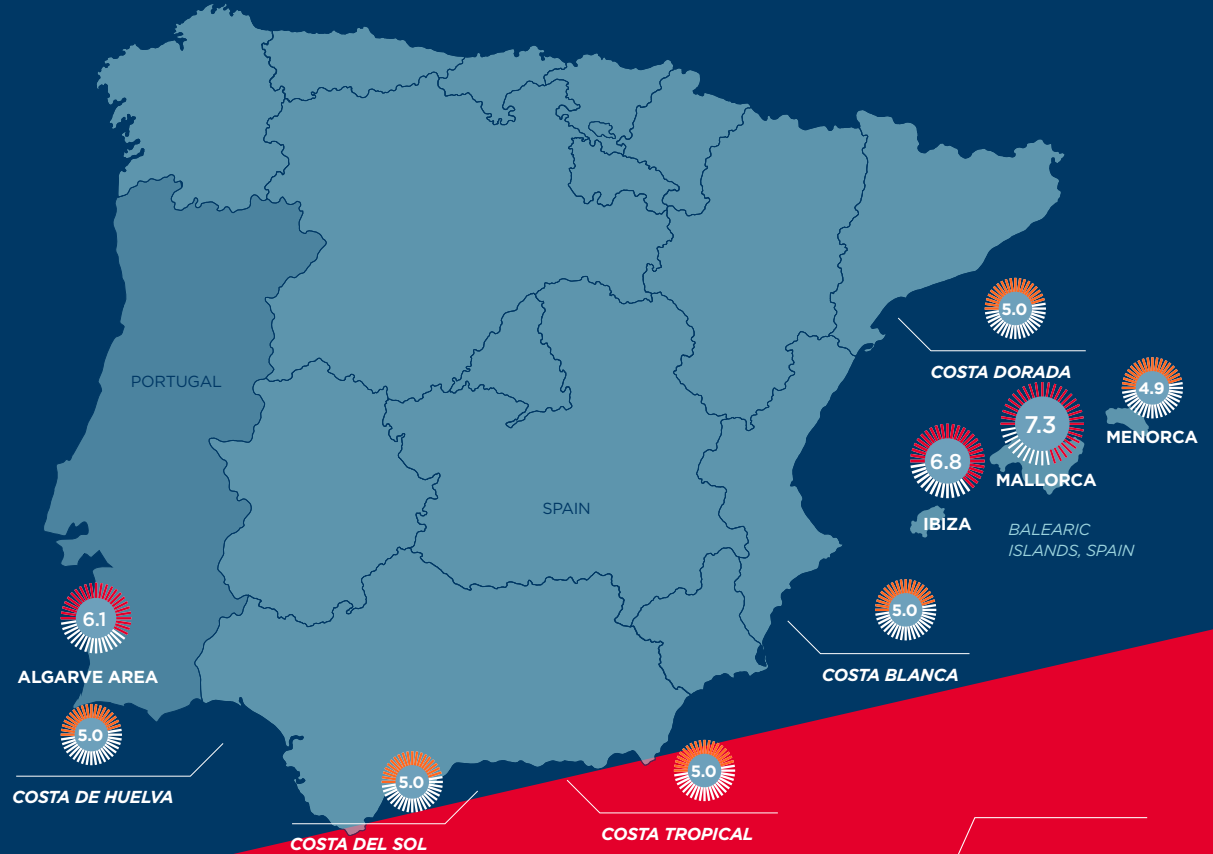 5.0
COSTA DORADA
4.9
MENORCA
7.3
MALLORCA
6.8
IBIZA
BALEARIC
ISLANDS, SPAIN
PORTUGAL
SPAIN
6.1
ALGARVE AREA
5.0
COSTA BLANCA
5.0
COSTA DE HUELVA
5.0
COSTA DEL SOL
5.0
COSTA TROPICAL